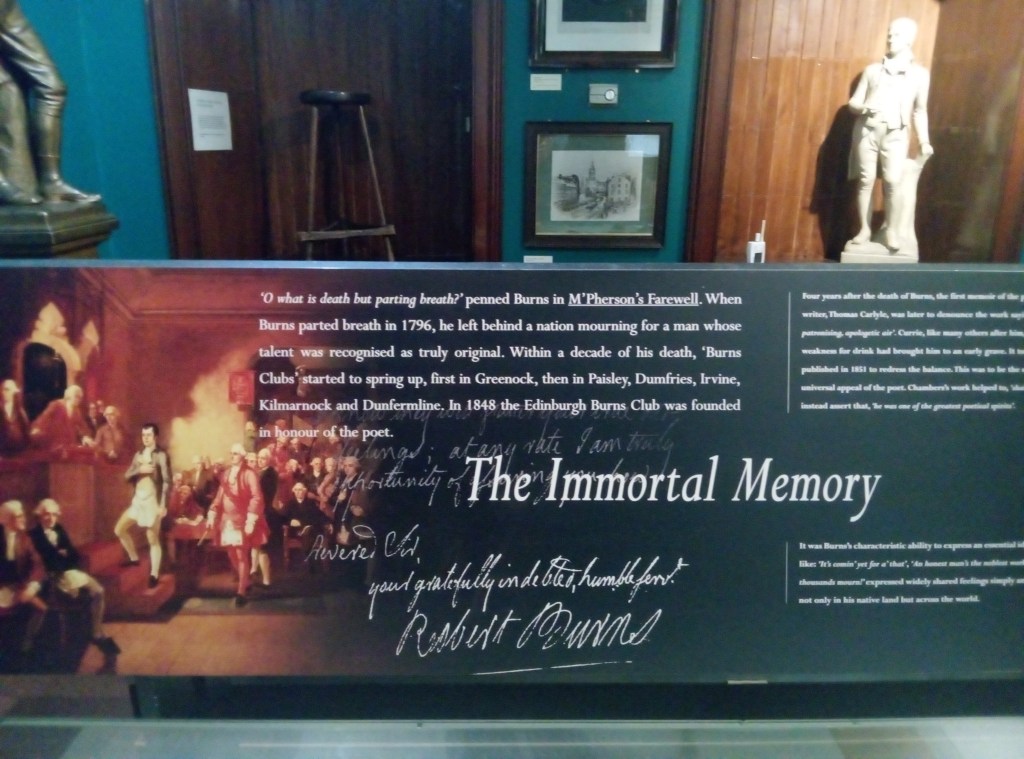 'O what is death but parting breath?' penned Burns in M'Pherson's Farewell. When
Burns parted breath in 1796, he left behind a nation mourning for a man whose
talent was recognised as truly original. Within a decade of his death, 'Burns
Clubs' started to spring up, first in Greenock, then in Paisley, Dumfries, Irvine,
Kilmarnock and Dunfermline. In 1848 the Edinburgh Burns Club was founded
in honour of the poet.
feelings; at any rate I am truly
opportunity of
The Immortal Memory
Revered Sir,
your gratefully indebted, humble servt
Robert Burns
Four years after the death of Burns, the first memoir of the
writer, Thomas Carlyle, was later to denounce the work
patronising, apologetic air'. Currie, like many others after
weakness for drink had brought him to an early grave. It
published in 1851 to redress the balance. This was to be the
universal appeal of the poet. Chambers's work helped to,
instead assert that, 'he was one of the greatest poetical spirits'.
It was Burns's characteristic ability to express an essential
like: 'It's comin' yet for a' that', 'An honest man's the noblest
thousands mourn!' expressed widely shared feelings simply
not only in his native land but across the world.